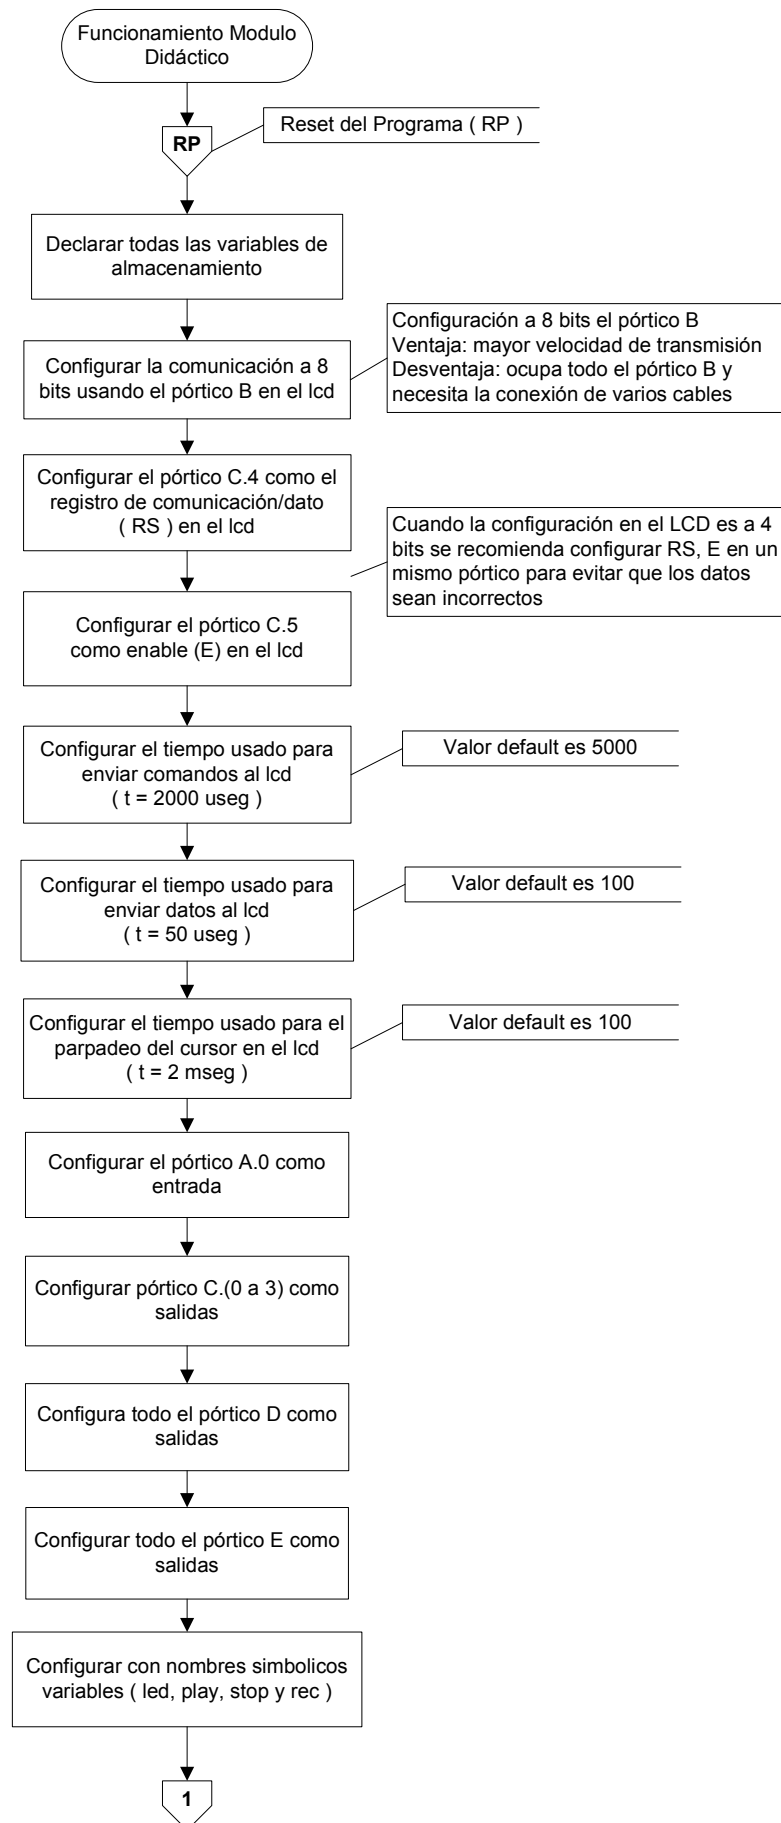 Funcionamiento Modulo
Didáctico
RP
Reset del Programa ( RP )
Declarar todas las variables de
almacenamiento
Configurar la comunicación a 8
bits usando el pórtico B en el lcd
Configuración a 8 bits el pórtico B
Ventaja: mayor velocidad de transmisión
Desventaja: ocupa todo el pórtico B y
necesita la conexión de varios cables
Configurar el pórtico C.4 como el
registro de comunicación/dato
( RS ) en el lcd
Cuando la configuración en el LCD es a 4
bits se recomienda configurar RS, E en un
mismo pórtico para evitar que los datos
sean incorrectos
Configurar el pórtico C.5
como enable (E) en el lcd
Configurar el tiempo usado para
enviar comandos al lcd
( t = 2000 useg )
Valor default es 5000
Configurar el tiempo usado para
enviar datos al lcd
( t = 50 useg )
Valor default es 100
Configurar el tiempo usado para el
parpadeo del cursor en el lcd
( t = 2 mseg )
Valor default es 100
Configurar el pórtico A.0 como
entrada
Configurar pórtico C.(0 a 3) como
salidas
Configura todo el pórtico D como
salidas
Configurar todo el pórtico E como
salidas
Configurar con nombres simbolicos
variables ( led, play, stop y rec )
1